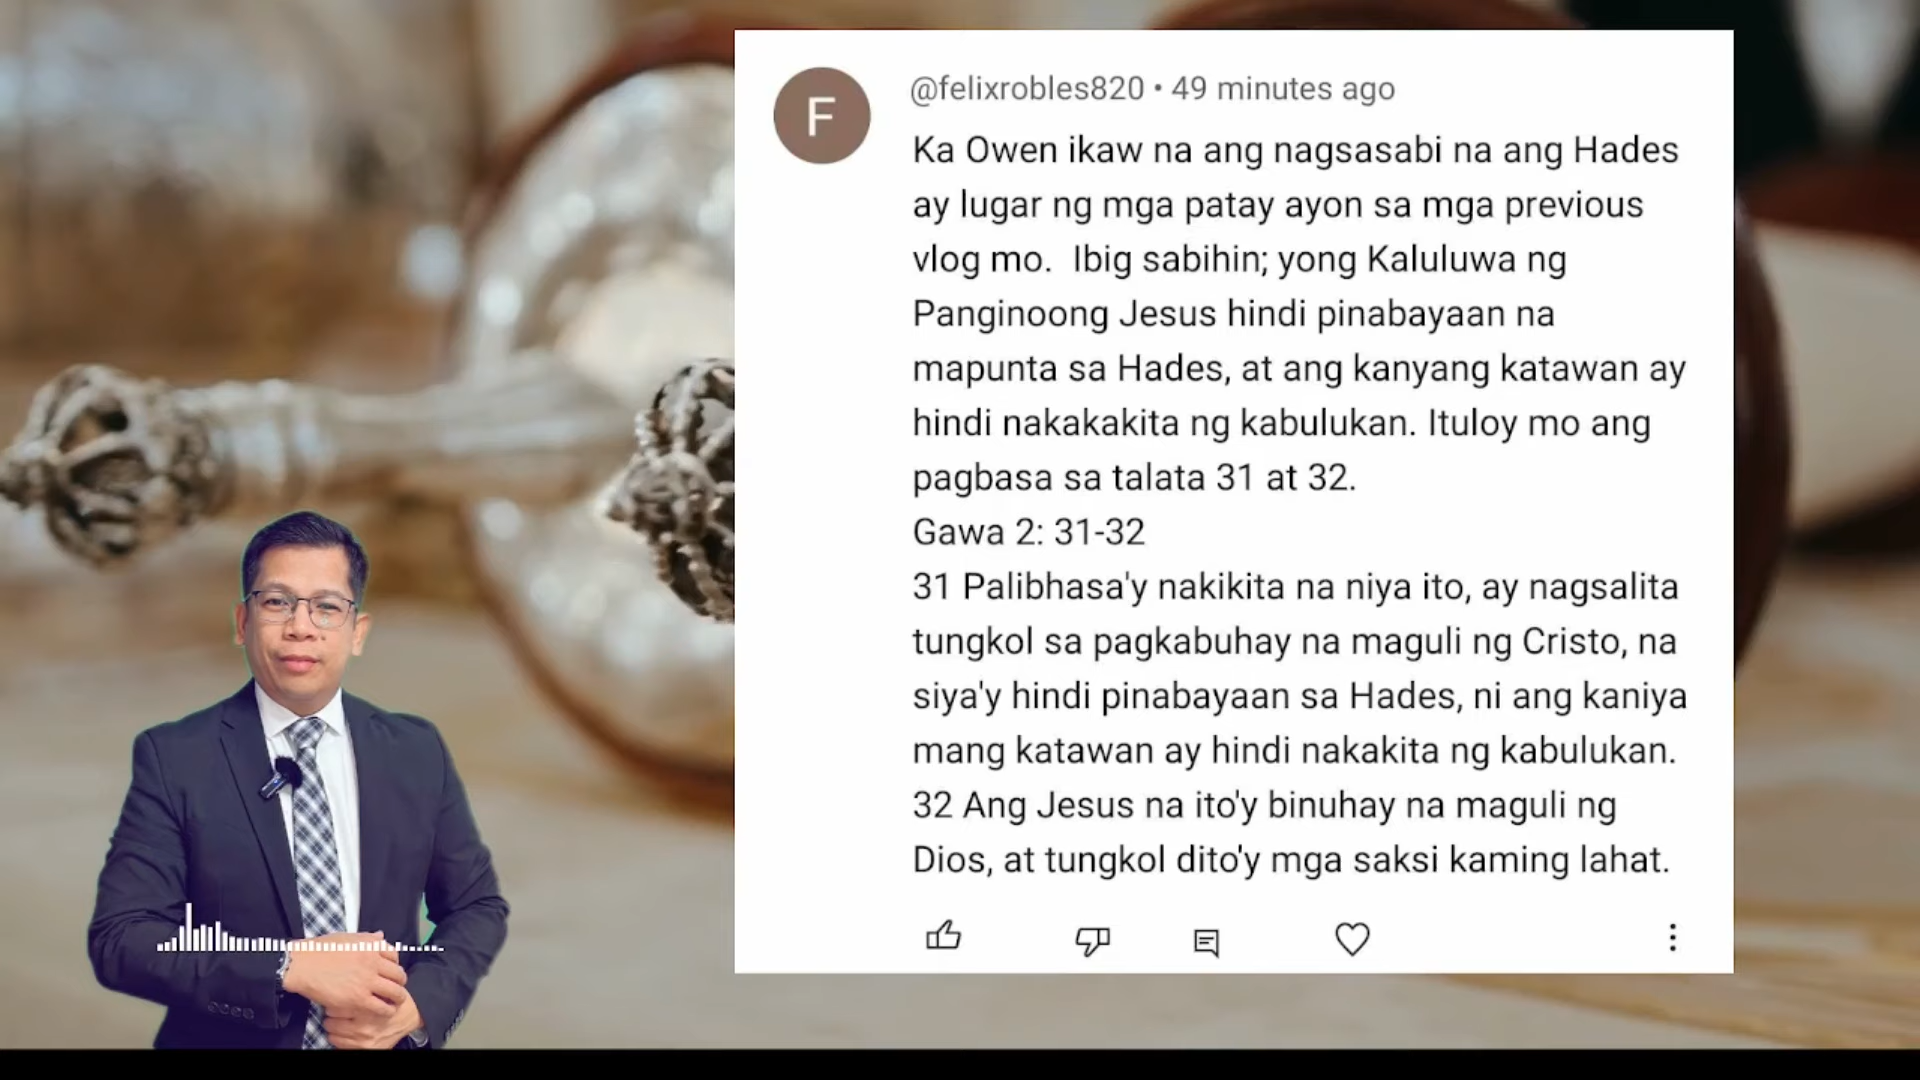 F
@felixrobles820 • 49 minutes ago
Ka Owen ikaw na ang nagsasabi na ang Hades
ay lugar ng mga patay ayon sa mga previous
vlog mo.  Ibig sabihin; yong Kaluluwa ng
Panginoong Jesus hindi pinabayaan na
mapunta sa Hades, at ang kanyang katawan ay
hindi nakakakita ng kabulukan. Ituloy mo ang
pagbasa sa talata 31 at 32.
Gawa 2: 31-32
31 Palibhasa'y nakikita na niya ito, ay nagsalita
tungkol sa pagkabuhay na maguli ng Cristo, na
siya'y hindi pinabayaan sa Hades, ni ang kaniya
mang katawan ay hindi nakakita ng kabulukan.
32 Ang Jesus na ito'y binuhay na maguli ng
Dios, at tungkol dito'y mga saksi kaming lahat.